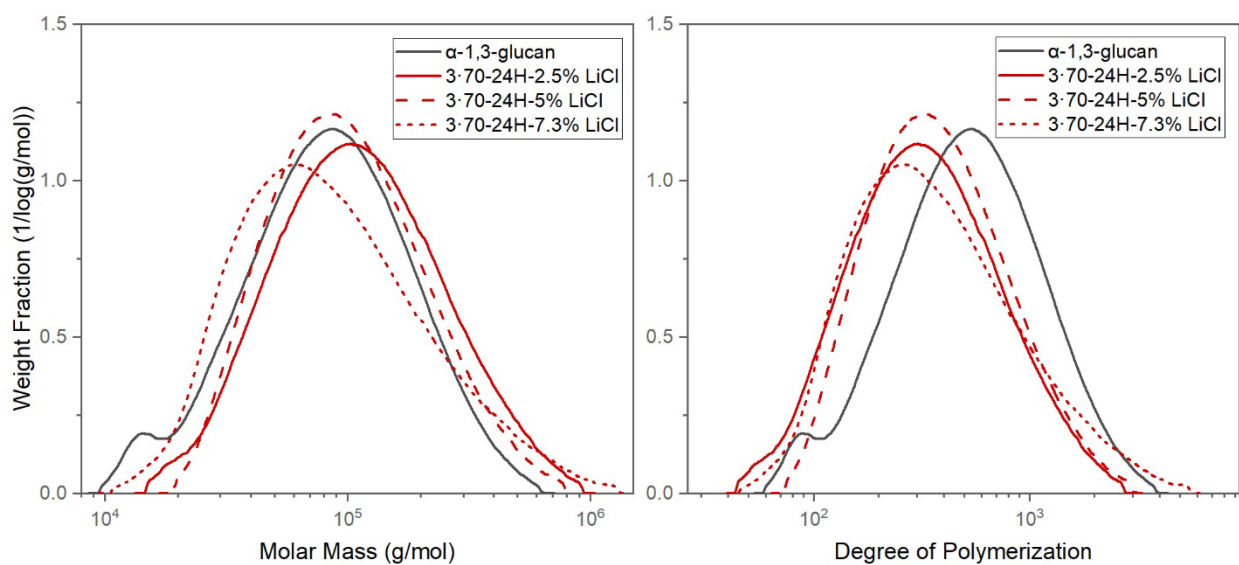 1.5
1.0
0.5
0.0
Weight Fraction (1/log(g/mol))
α-1,3-glucan
3·70-24H-2.5% LiCl
3·70-24H-5% LiCl
3·70-24H-7.3% LiCl
10⁴
10⁵
10⁶
Molar Mass (g/mol)
1.5
1.0
0.5
0.0
α-1,3-glucan
3·70-24H-2.5% LiCl
3·70-24H-5% LiCl
3·70-24H-7.3% LiCl
10²
10³
Degree of Polymerization